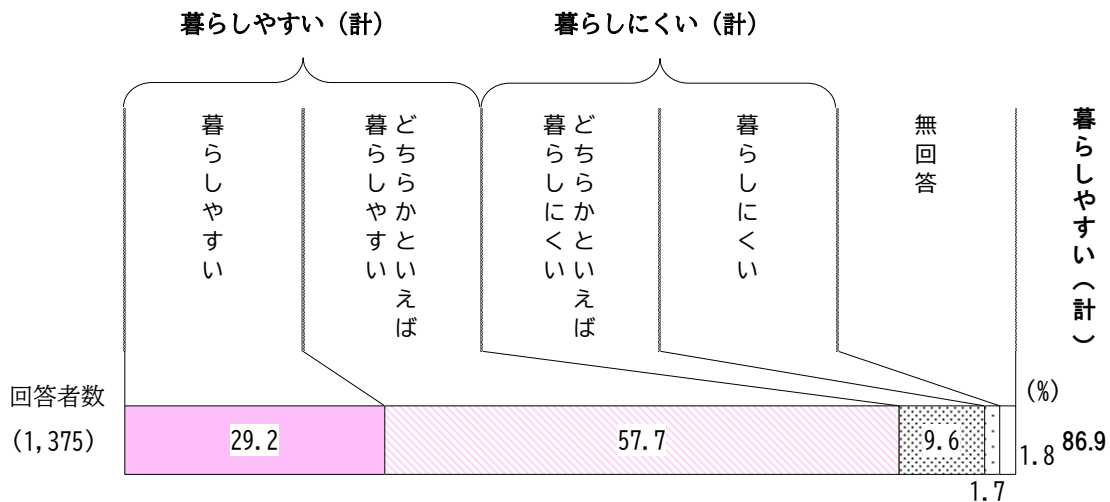 暮らしやすい（計）
暮らしにくい（計）
暮らしやすい
どちらかといえば
暮らしやすい
どちらかといえば
暮らしにくい
暮らしにくい
無回答
暮らしやすい（計）
回答者数
(%)
(1,375)
29.2
57.7
9.6
1.8
86.9
1.7